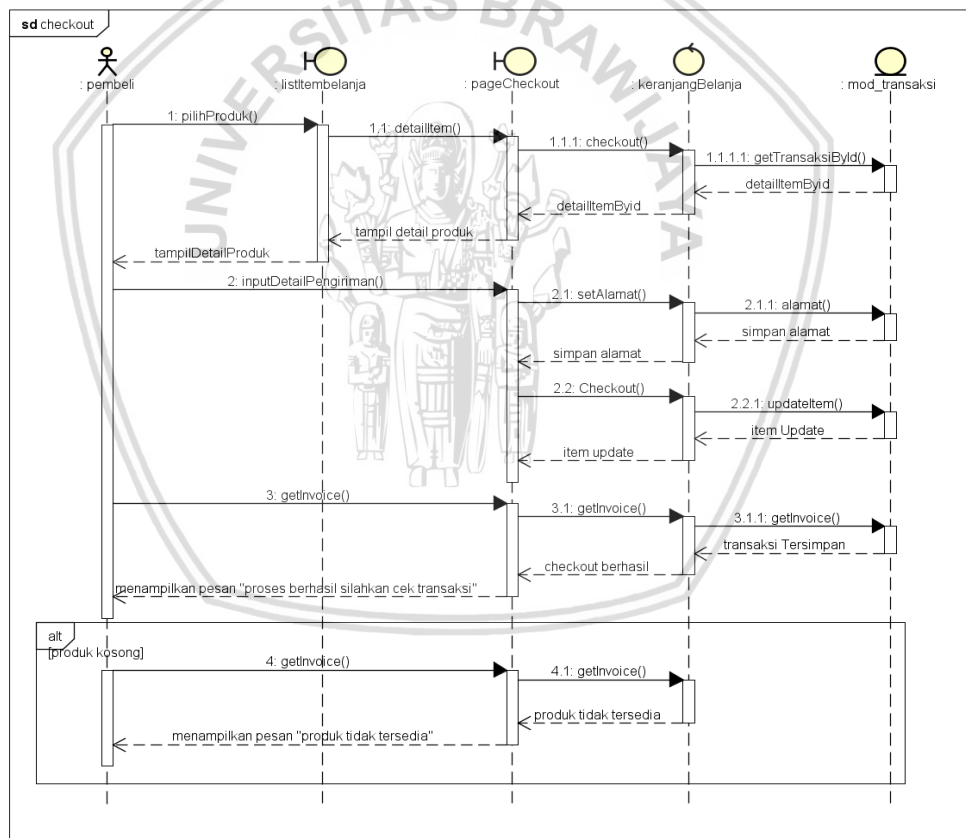 sd checkout
UNIVERSITAS BRAWIJAYA
: pembeli
: listItembelanja
: pageCheckout
: keranjangBelanja
: mod_transaksi
1: pilihProduk()
1.1: detailItem()
1.1.1: checkout()
1.1.1.1: getTransaksiById()
detailItemByid
detailItemByid
tampil detail produk
tampilDetailProduk
2: inputDetailPengiriman()
2.1: setAlamat()
2.1.1: alamat()
simpan alamat
simpan alamat
2.2: Checkout()
2.2.1: updateItem()
item Update
item update
3: getInvoice()
3.1: getInvoice()
3.1.1: getInvoice()
transaksi Tersimpan
checkout berhasil
menampilkan pesan "proses berhasil silahkan cek transaksi"
alt
[produk kosong]
4: getInvoice()
4.1: getInvoice()
produk tidak tersedia
menampilkan pesan "produk tidak tersedia"